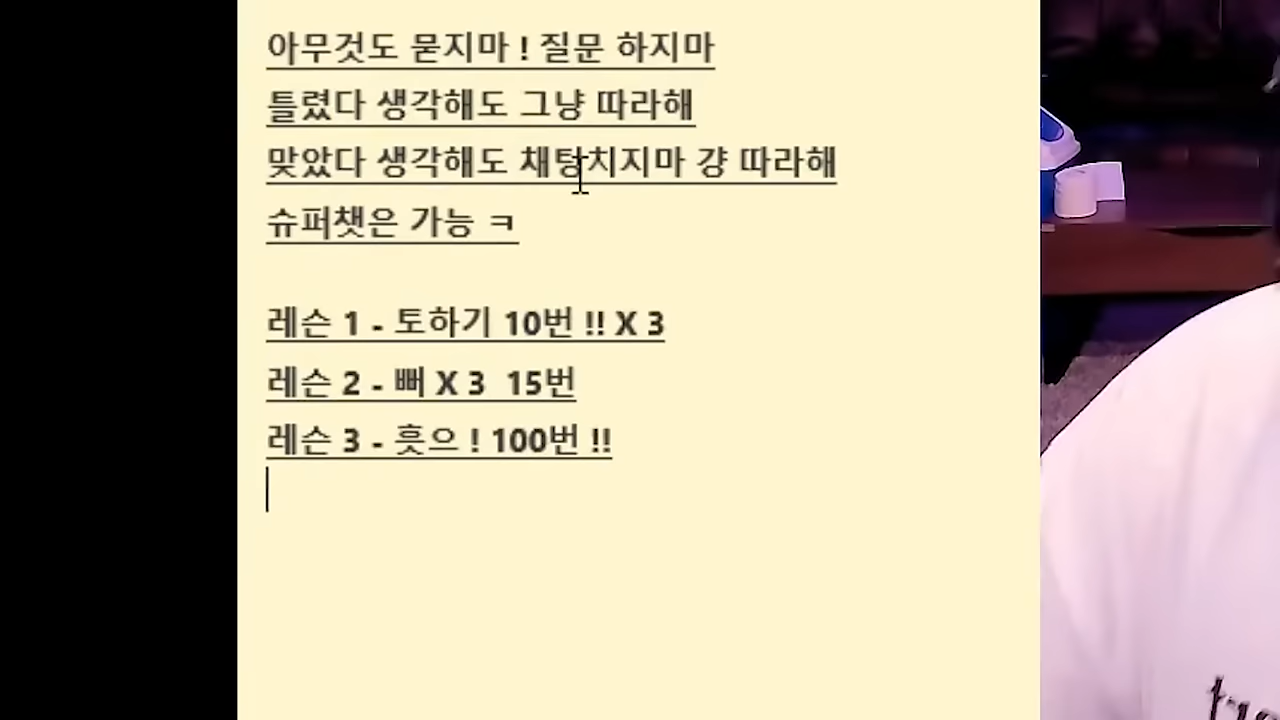 아무것도 묻지마 ! 질문 하지마
틀렸다 생각해도 그냥 따라해
맞았다 생각해도 채텅치지마 걍 따라해
슈퍼챗은 가능 ㅋ
레슨 1 - 토하기 10번 !! X 3
레슨 2 - 뻐 X 3 15번
레슨 3 - 흣으 ! 100번 !!